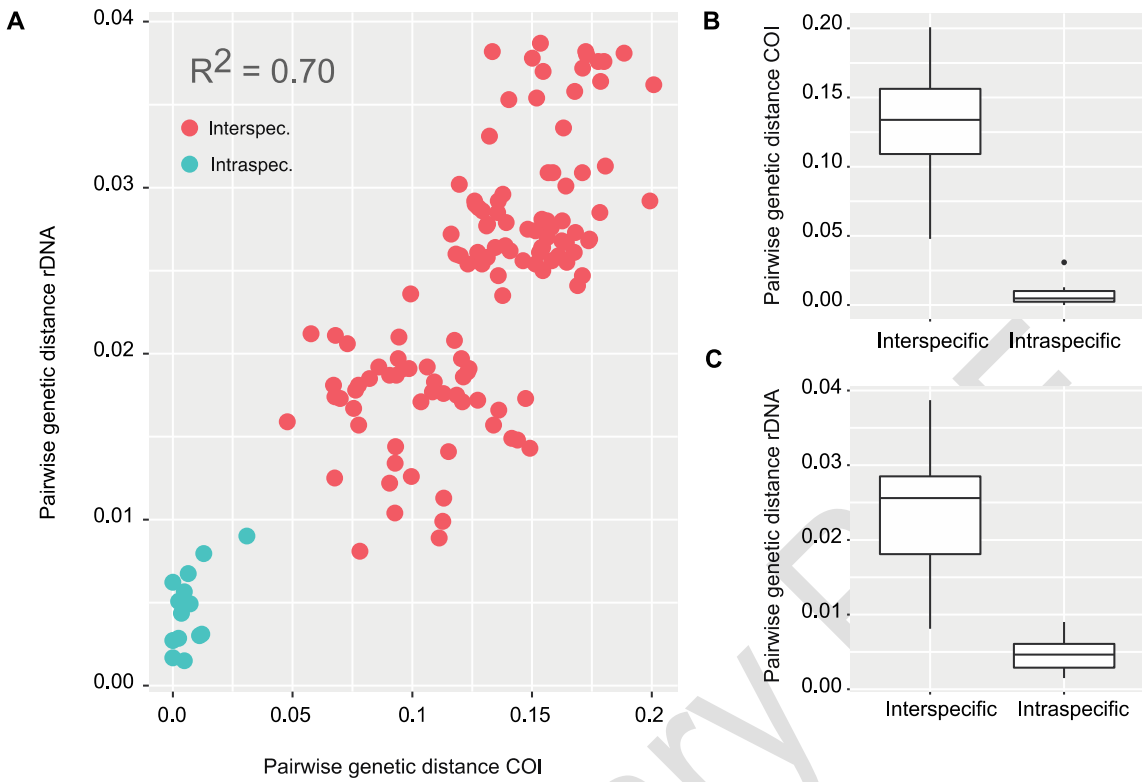 A
R² = 0.70
Interspec.
Intraspec.
0.04
0.03
0.02
0.01
0.00
Pairwise genetic distance rDNA
0.0
0.05
0.1
0.15
0.2
Pairwise genetic distance COI
B
0.20
0.15
0.10
0.05
0.00
Pairwise genetic distance COI
Interspecific
Intraspecific
C
0.04
0.03
0.02
0.01
0.00
Pairwise genetic distance rDNA
Interspecific
Intraspecific